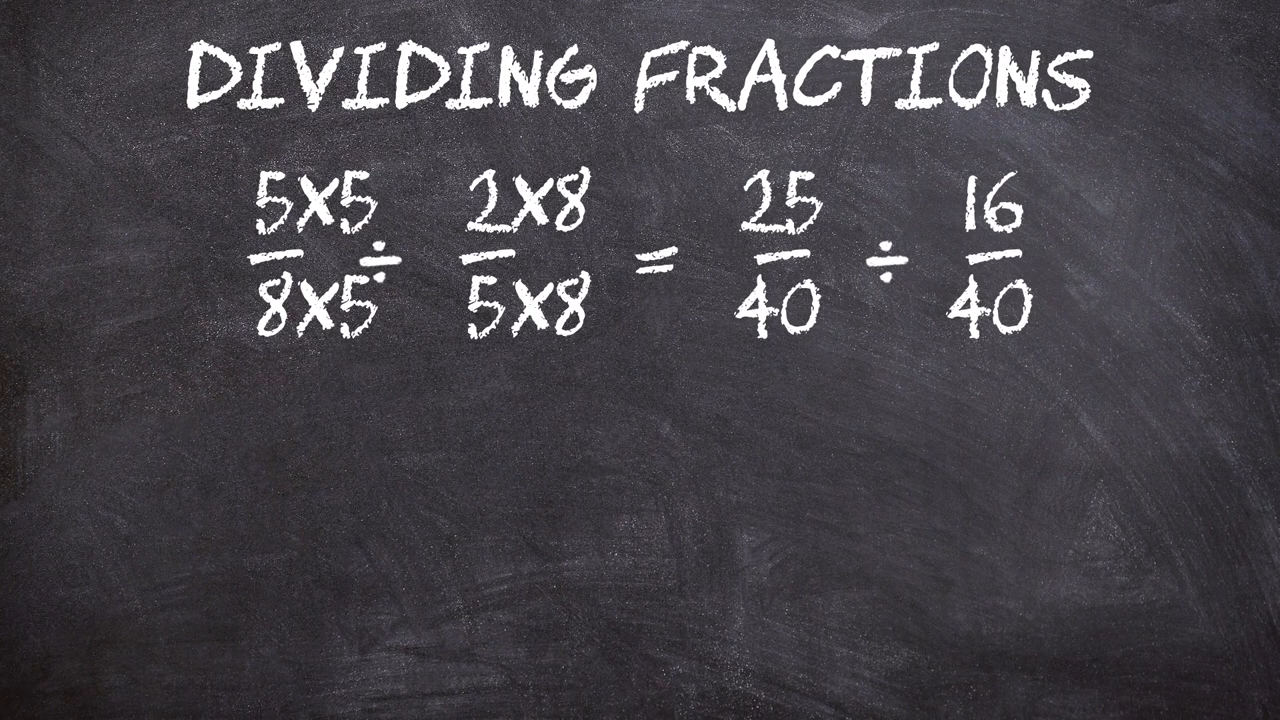 DIVIDING FRACTIONS
5x5 2x8 25 16
— ÷ — = — ÷ —
8x5 5x8 40 40